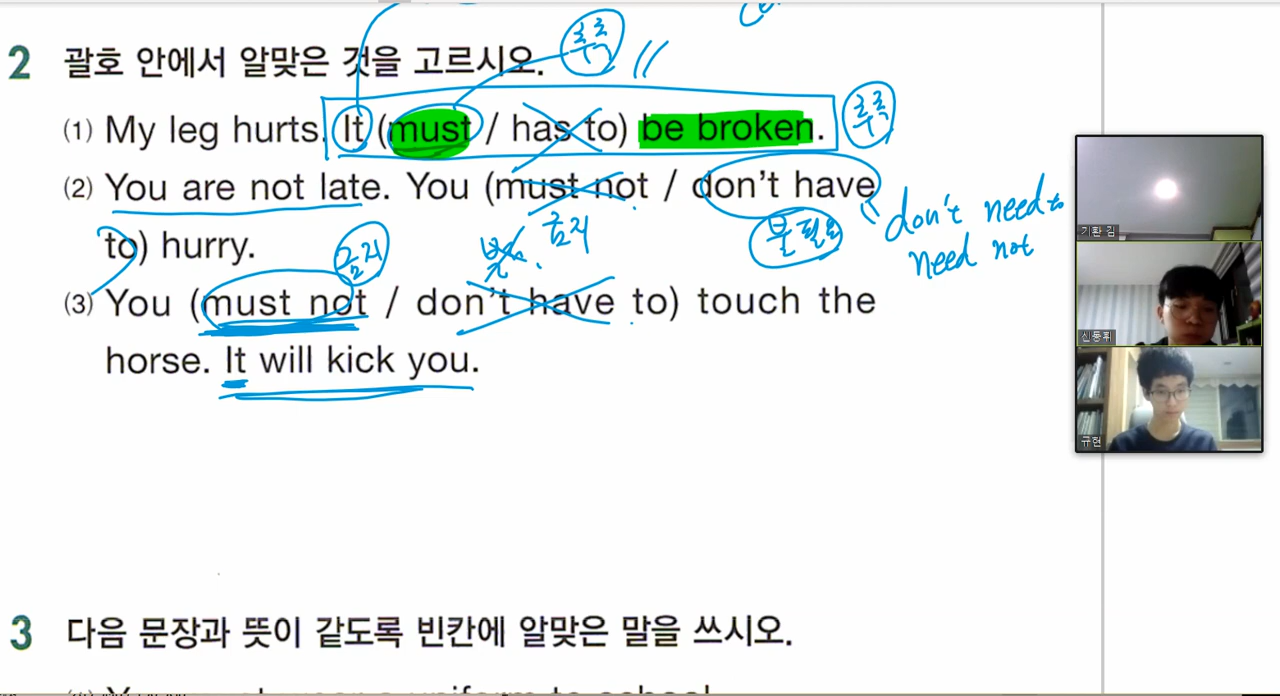 추측
2 괄호 안에서 알맞은 것을 고르시오.
(1) My leg hurts. It (must / has to) be broken. 추측
(2) You are not late. You (must not / don't have
to) hurry.
금지
불필요
don't need to
need not
금지
(3) You (must not / don't have to) touch the
horse. It will kick you.
3 다음 문장과 뜻이 같도록 빈칸에 알맞은 말을 쓰시오.
기환 김
신동휘
규현